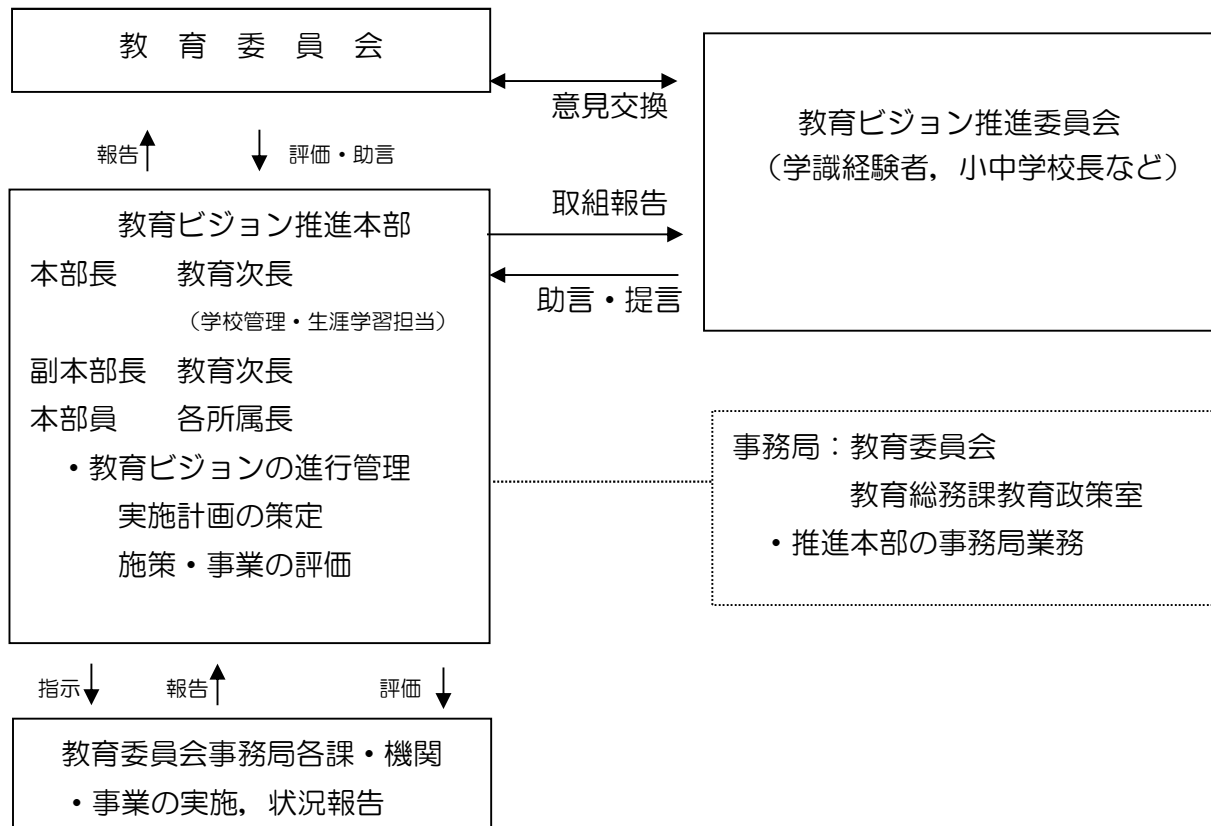 教 育 委 員 会
意見交換
教育ビジョン推進委員会
（学識経験者，小中学校長など）
報告
評価・助言
取組報告
助言・提言
教育ビジョン推進本部
本部長 教育次長
（学校管理・生涯学習担当）
副本部長 教育次長
本部員 各所属長
・教育ビジョンの進行管理
実施計画の策定
施策・事業の評価
事務局：教育委員会
教育総務課教育政策室
・推進本部の事務局業務
指示
報告
評価
教育委員会事務局各課・機関
・事業の実施，状況報告